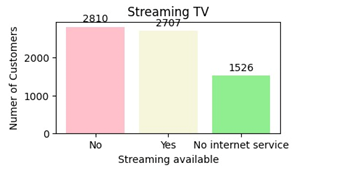 Streaming TV
2810
2707
1526
Numer of Customers
2000
1000
0
No
Yes
No internet service
Streaming available